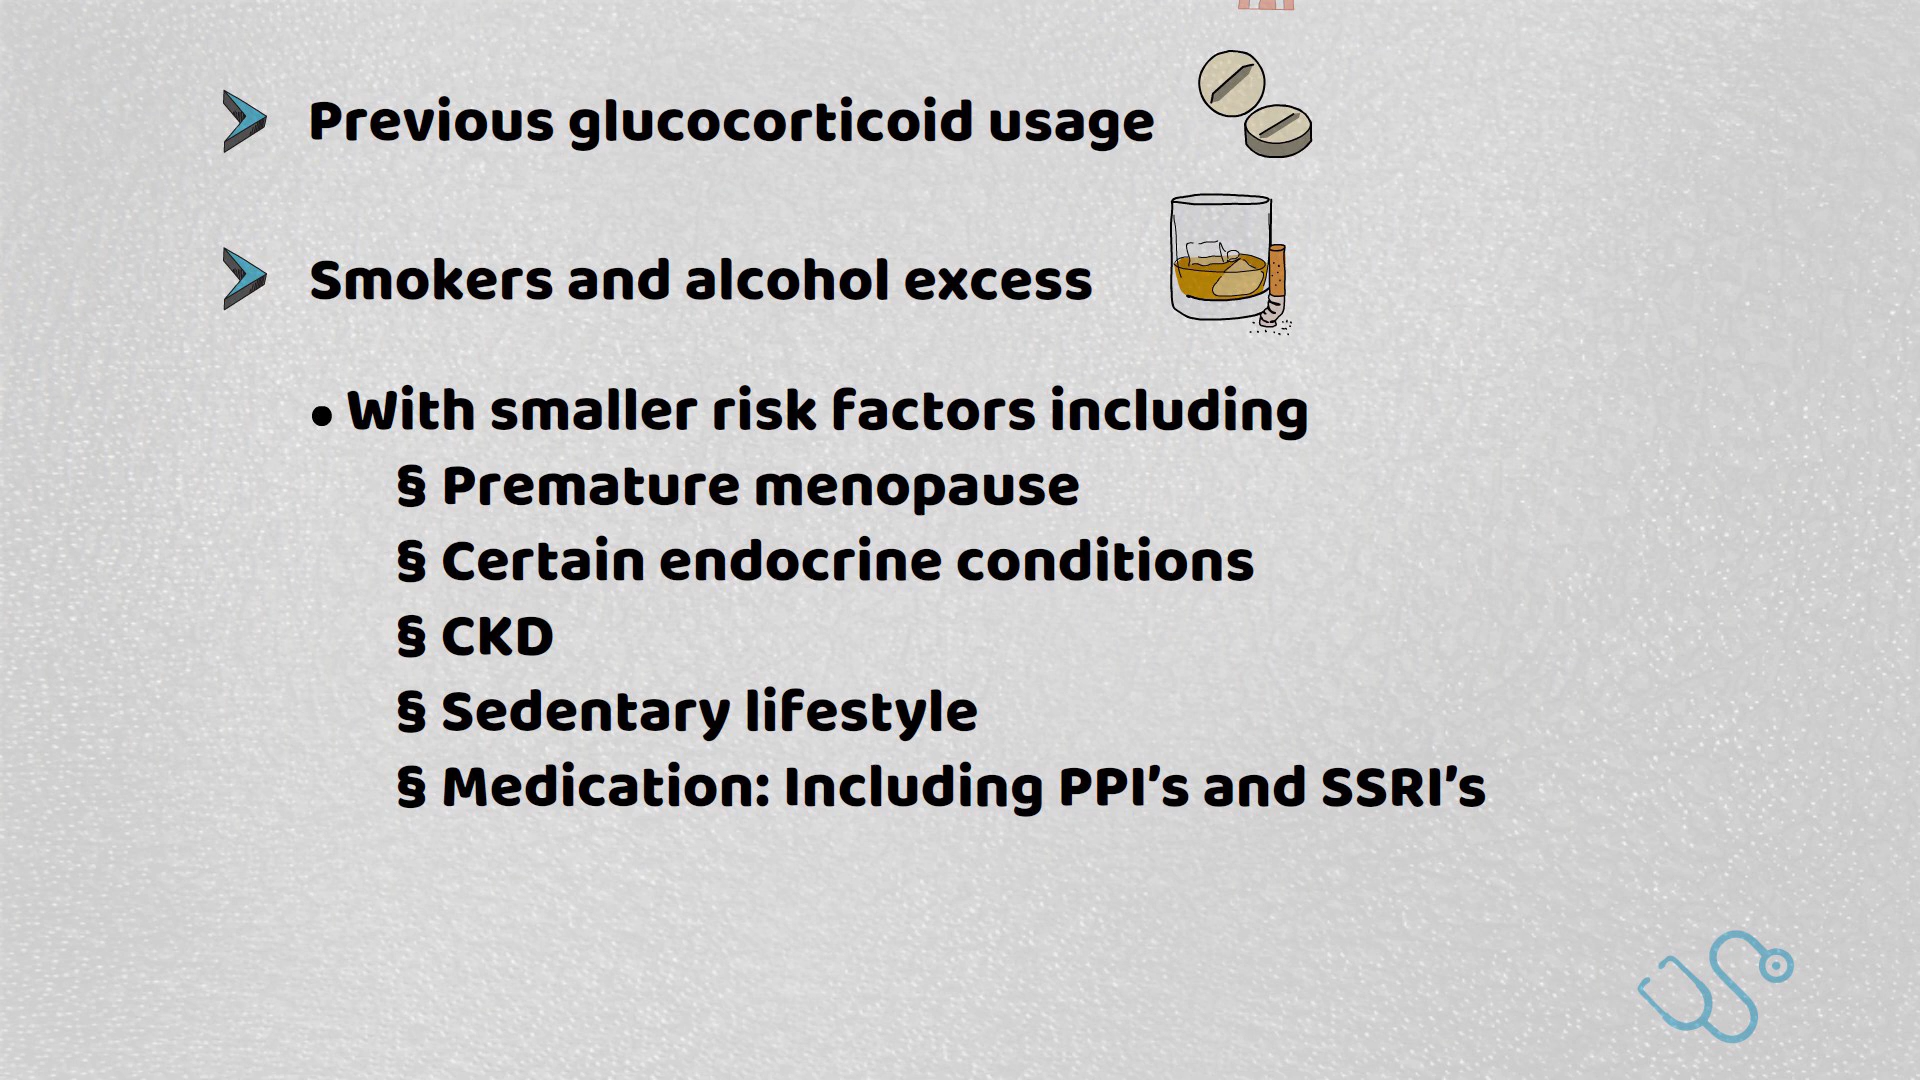 Previous glucocorticoid usage
Smokers and alcohol excess
• With smaller risk factors including
§ Premature menopause
§ Certain endocrine conditions
§ CKD
§ Sedentary lifestyle
§ Medication: Including PPI’s and SSRI’s